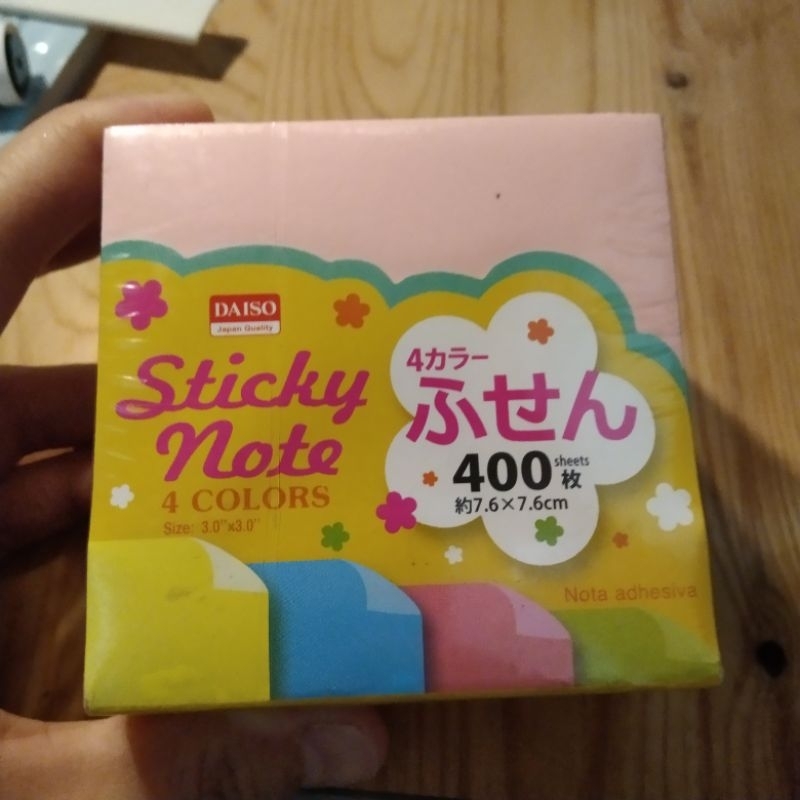 DAISO
Japan Quality
Sticky
Note
4 COLORS
Size: 3.0"x3.0"
4カラー
ふせん
400 sheets 枚
約7.6×7.6cm
Nota adhesiva